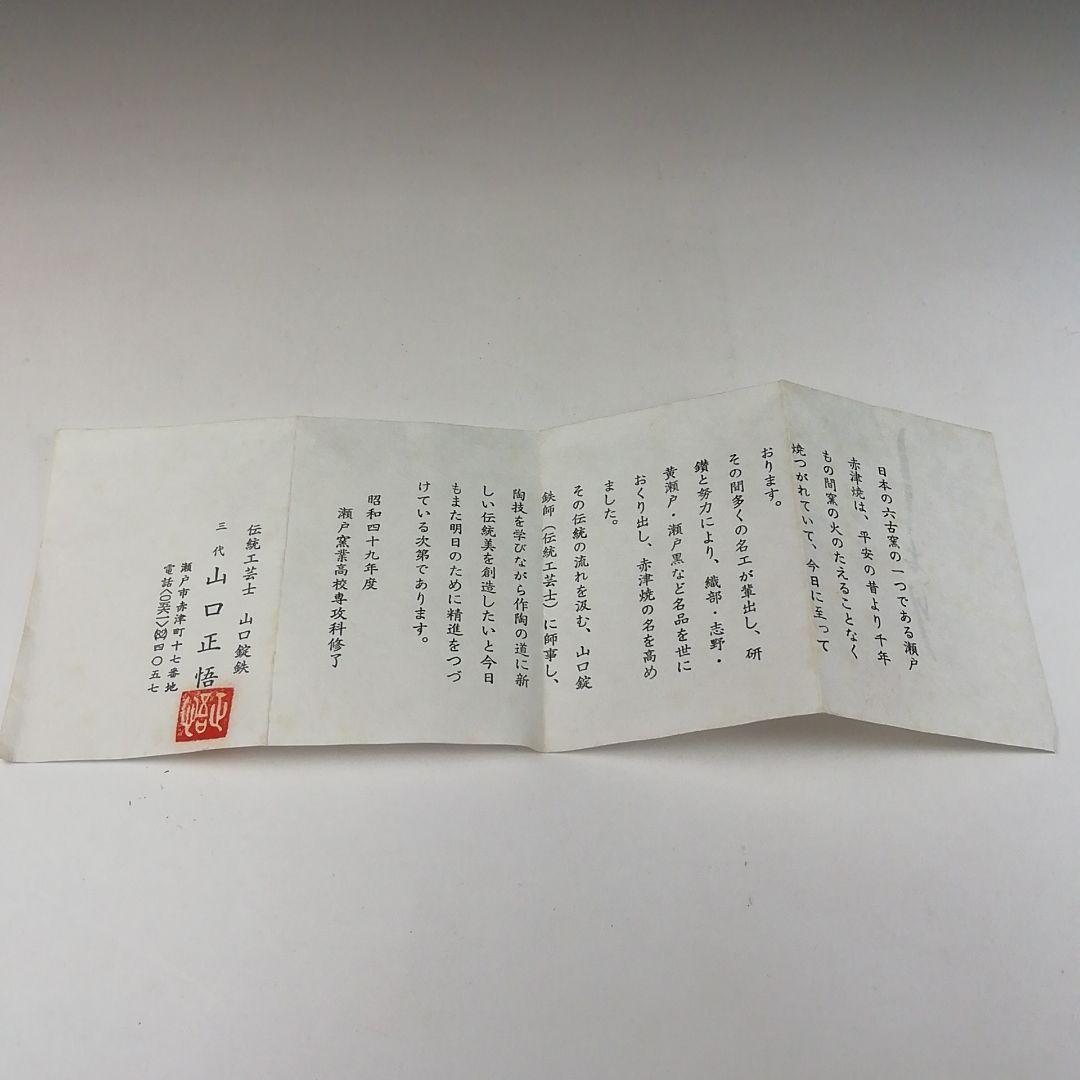 日本の六古窯の一つである瀬戸
赤津焼は、平安の昔より千年
もの間窯の火のたえることなく
焼つがれていて、今日に至って
おります。
その間多くの名工が輩出し、研
鑽と努力により、織部・志野・
黄瀬戸・瀬戸黒など名品を世に
おくり出し、赤津焼の名を高め
ました。
その伝統の流れを汲む、山口錠
鉄師(伝統工芸士)に師事し、
陶技を学びながら作陶の道に新
しい伝統美を創造したいと今日
もまた明日のために精進をつづ
けている次第であります。
昭和四十九年度
瀬戸窯業高校専攻科修了
伝統工芸士 山口錠鉄
三代 山口正悟
瀬戸市赤津町十七番地
電話
四〇五七
正悟